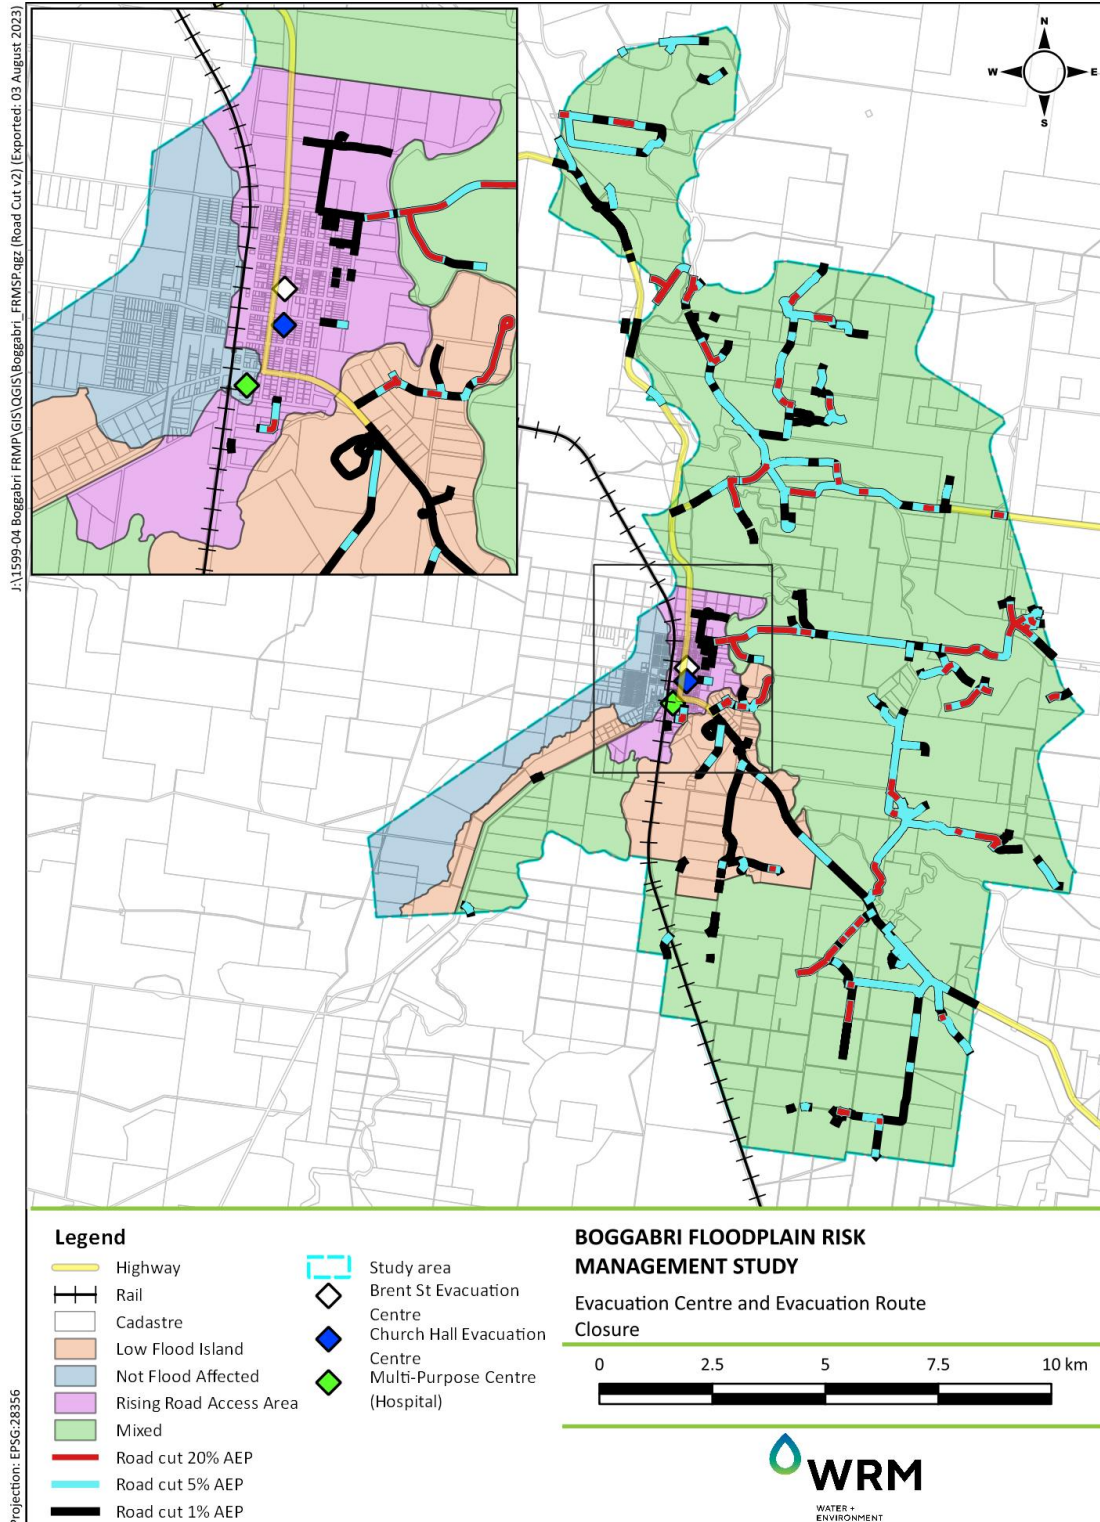 J:\1599-04 Boggabri FRMP\GIS\QGIS\Boggabri_FRMSP.qgz (Road Cut v2) (Exported: 03 August 2023)
N
W
E
S
Legend
Highway
Rail
Cadastre
Low Flood Island
Not Flood Affected
Rising Road Access Area
Mixed
Road cut 20% AEP
Road cut 5% AEP
Road cut 1% AEP
Study area
Brent St Evacuation
Centre
Church Hall Evacuation
Centre
Multi-Purpose Centre
(Hospital)
BOGGABRI FLOODPLAIN RISK
MANAGEMENT STUDY
Evacuation Centre and Evacuation Route
Closure
0 2.5 5 7.5 10 km
WRM
WATER +
ENVIRONMENT
Projection: EPSG:28356